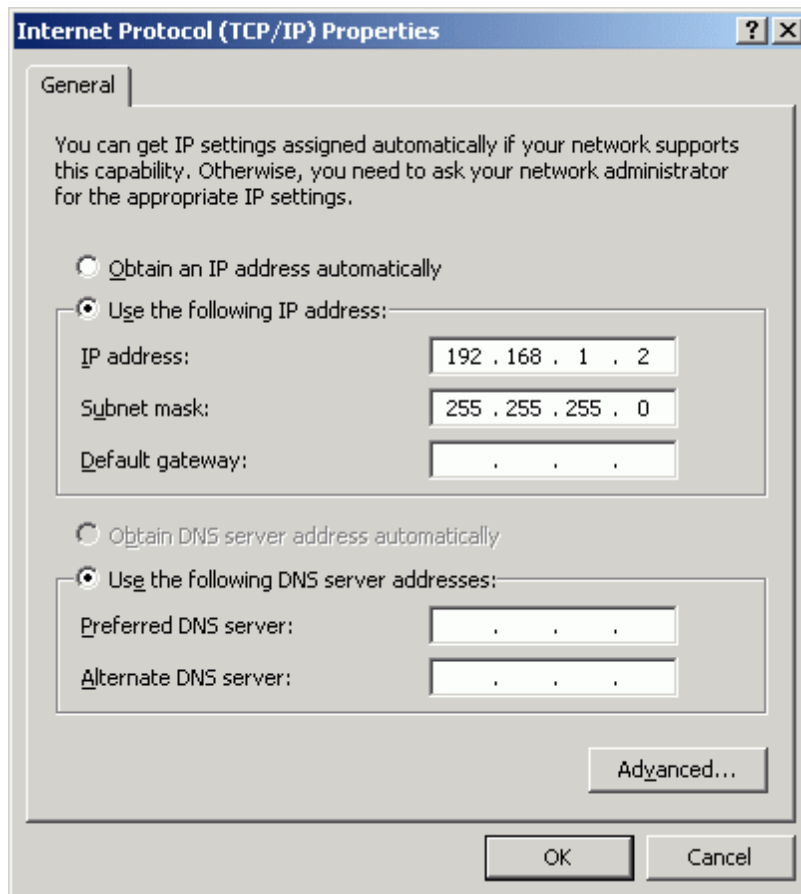 Internet Protocol (TCP/IP) Properties
General
You can get IP settings assigned automatically if your network supports
this capability. Otherwise, you need to ask your network administrator
for the appropriate IP settings.
Obtain an IP address automatically
Use the following IP address:
IP address: 192 . 168 . 1 . 2
Subnet mask: 255 . 255 . 255 . 0
Default gateway: . . .
Obtain DNS server address automatically
Use the following DNS server addresses:
Preferred DNS server: . . .
Alternate DNS server: . . .
Advanced...
OK Cancel